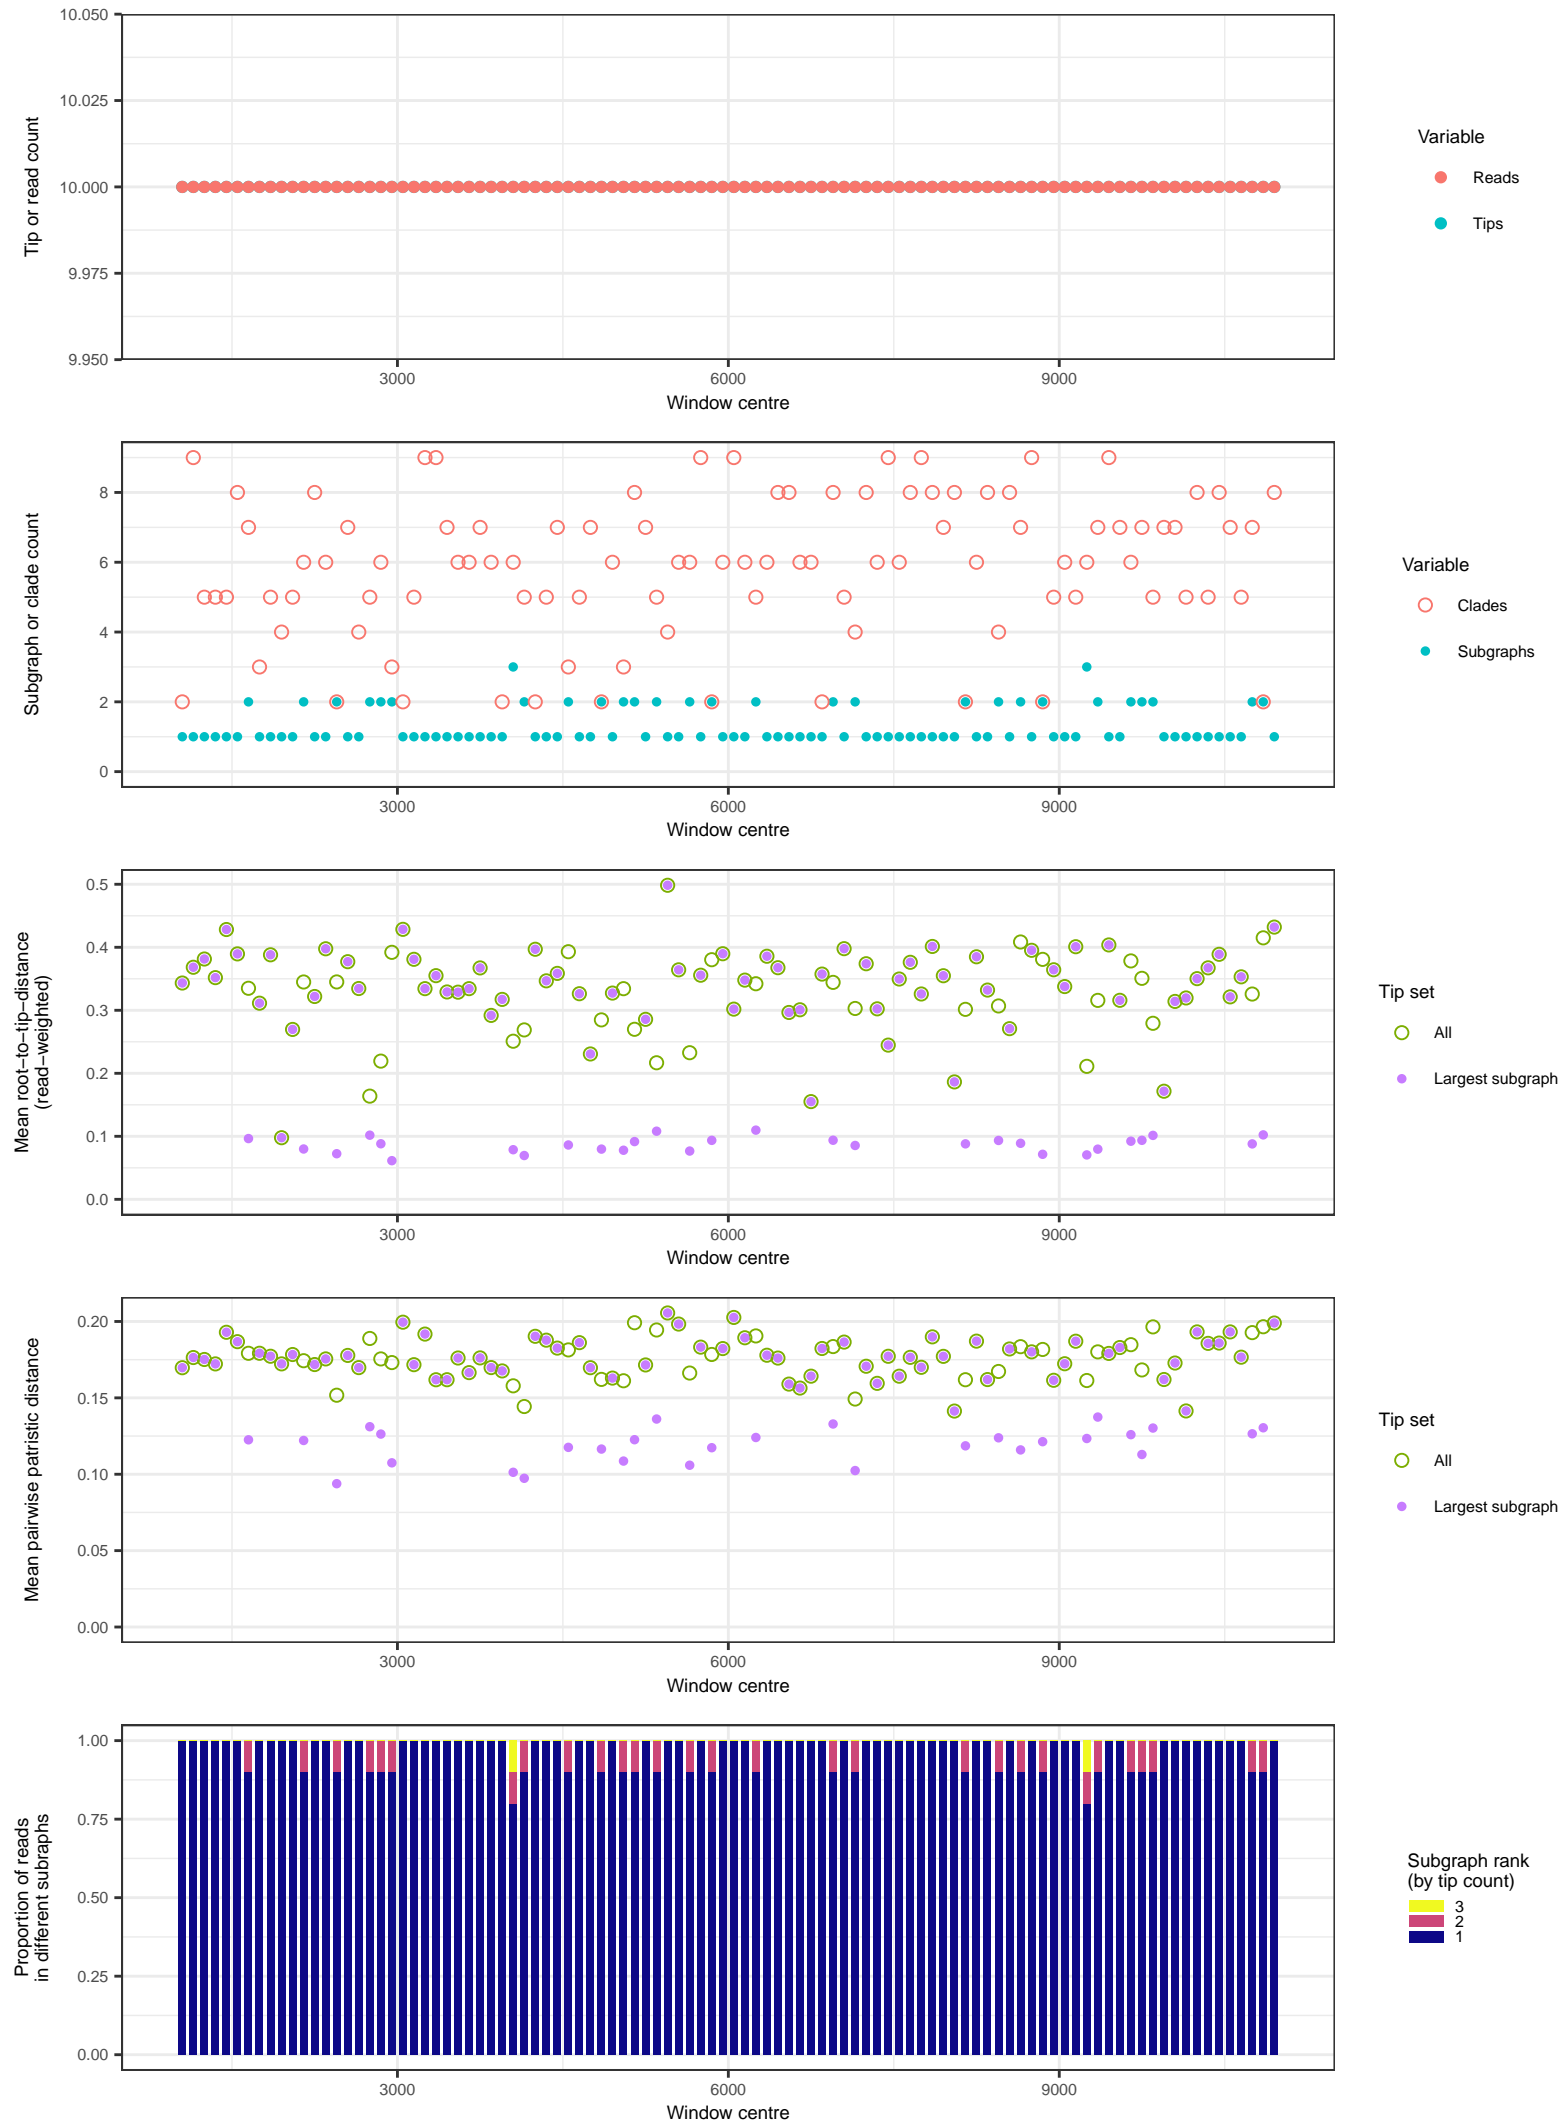 10.050
10.025
10.000
9.975
9.950
Tip or read count
3000
6000
9000
Window centre
Variable
Reads
Tips
8
6
4
2
0
Subgraph or clade count
3000
6000
9000
Window centre
Variable
Clades
Subgraphs
0.5
0.4
0.3
0.2
0.1
0.0
Mean root−to−tip−distance
(read−weighted)
3000
6000
9000
Window centre
Tip set
All
Largest subgraph
0.20
0.15
0.10
0.05
0.00
Mean pairwise patristic distance
3000
6000
9000
Window centre
Tip set
All
Largest subgraph
1.00
0.75
0.50
0.25
0.00
Proportion of reads
in different subraphs
3000
6000
9000
Window centre
Subgraph rank
(by tip count)
3
2
1